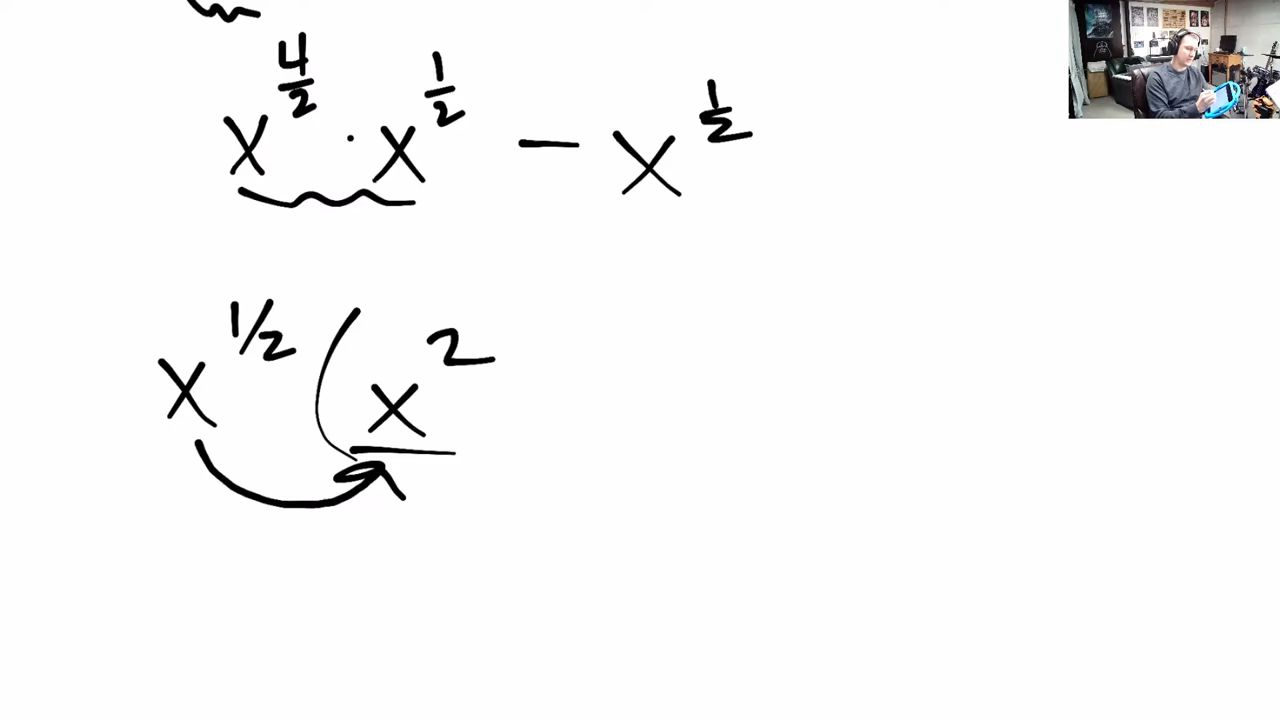 x^{4/2} · x^{1/2} − x^{1/2}
x^{1/2} ( x^2